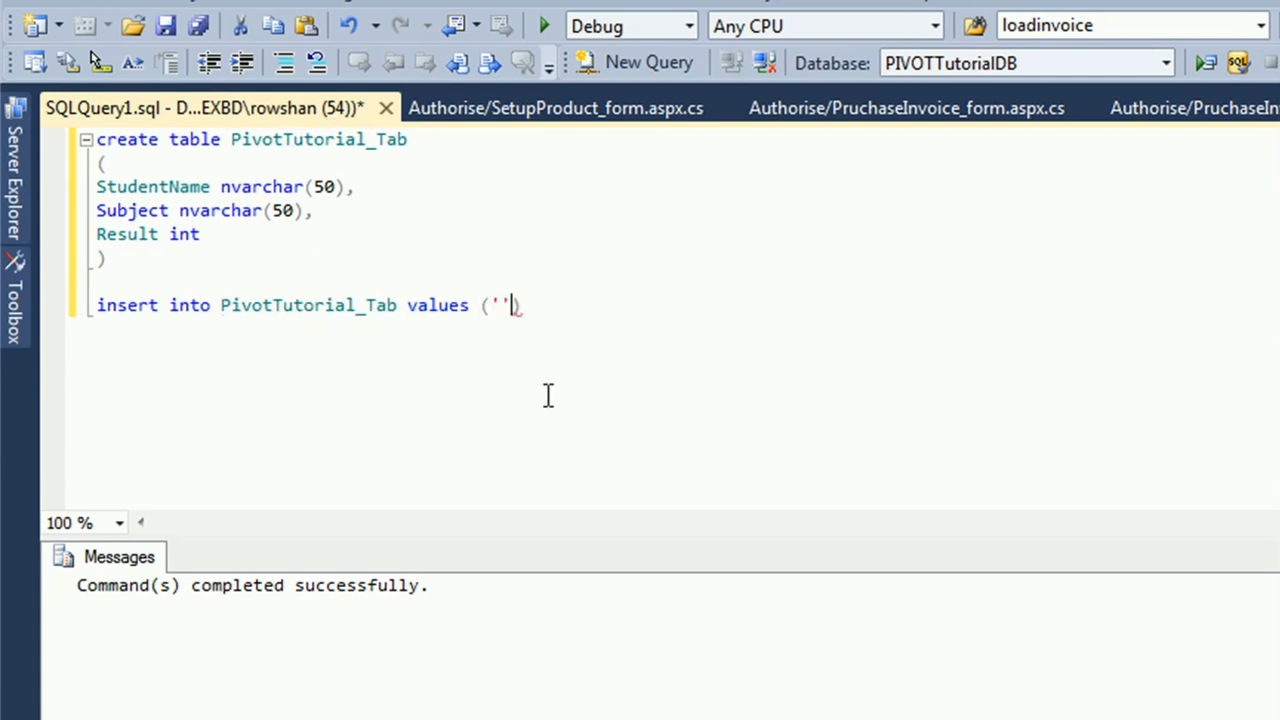 Debug Any CPU loadinvoice
New Query Database: PIVOTTutorialDB
SQLQuery1.sql - D...EXBD\rowshan (54))* Authorise/SetupProduct_form.aspx.cs Authorise/PruchaseInvoice_form.aspx.cs Authorise/PruchaseIn
Server Explorer
Toolbox
create table PivotTutorial_Tab
(
StudentName nvarchar(50),
Subject nvarchar(50),
Result int
)
insert into PivotTutorial_Tab values ('')
100 %
Messages
Command(s) completed successfully.